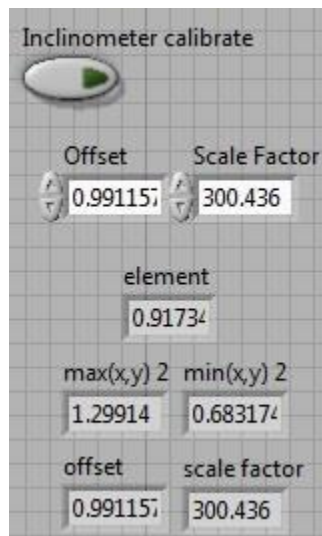 Inclinometer calibrate
Offset Scale Factor
0.991157 300.436
element
0.91734
max(x,y) 2 min(x,y) 2
1.29914 0.683174
offset scale factor
0.991157 300.436